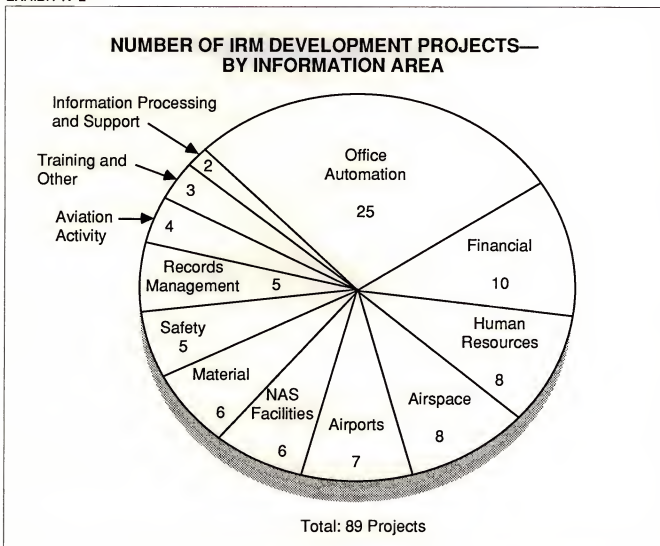 NUMBER OF IRM DEVELOPMENT PROJECTS—
BY INFORMATION AREA
Information Processing
and Support
2
Training and
Other
3
Aviation
Activity
4
Office
Automation
25
Financial
10
Records
Management
5
Human
Resources
8
Safety
5
Material
6
NAS
Facilities
6
Airports
7
Airspace
8
Total: 89 Projects